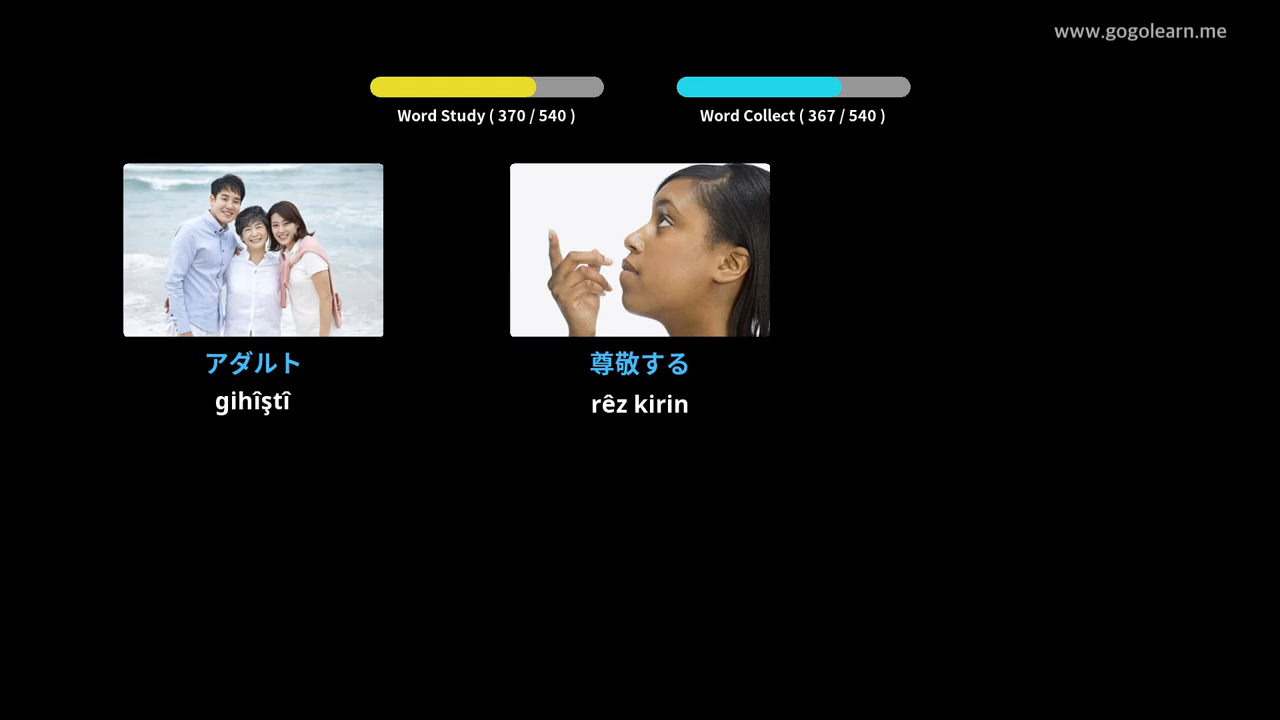 www.gogolearn.me
Word Study ( 370 / 540 )
Word Collect ( 367 / 540 )
アダルト
gihîştî
尊敬する
rêz kirin